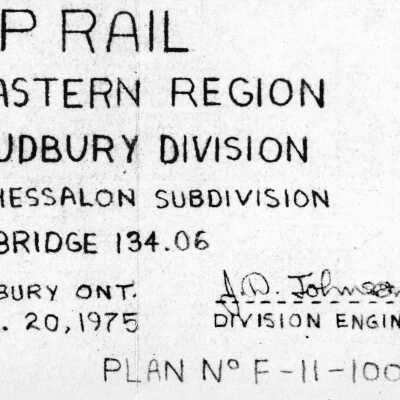 P RAIL
ASTERN REGION
UDBURY DIVISION
HESSALON SUBDIVISION
BRIDGE 134.06
BURY ONT.
J.D. Johnson
. 20, 1975
DIVISION ENGIN
PLAN Nº F-11-100